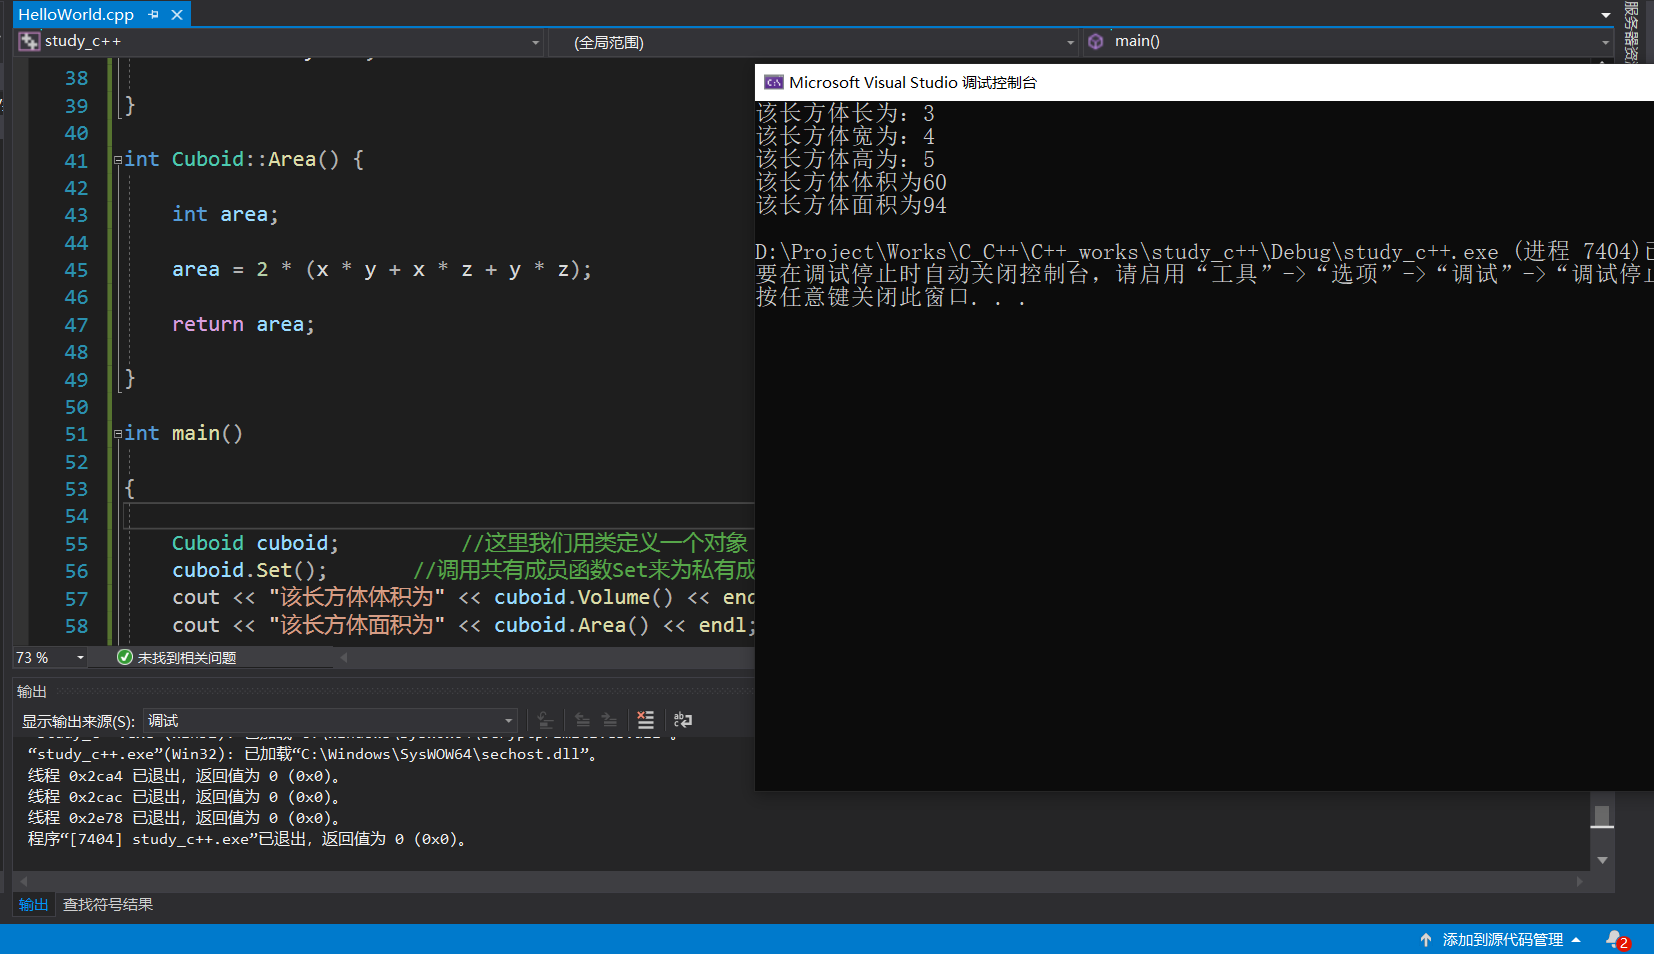 HelloWorld.cpp
study_c++
(全局范围)
main()
38
39 }
40
41 int Cuboid::Area() {
42
43 int area;
44
45 area = 2 * (x * y + x * z + y * z);
46
47 return area;
48
49 }
50
51 int main()
52
53 {
54
55 Cuboid cuboid; //这里我们用类定义一个对象
56 cuboid.Set(); //调用共有成员函数Set来为私有成
57 cout << "该长方体体积为" << cuboid.Volume() << end
58 cout << "该长方体面积为" << cuboid.Area() << endl;
73 %
未找到相关问题
Microsoft Visual Studio 调试控制台
该长方体长为: 3
该长方体宽为: 4
该长方体高为: 5
该长方体体积为60
该长方体面积为94
D:\Project\Works\C_C++\C++_works\study_c++\Debug\study_c++.exe (进程 7404)已
要在调试停止时自动关闭控制台，请启用“工具”->“选项”->“调试”->“调试停止
按任意键关闭此窗口. . .
服务器资
输出
显示输出来源(S): 调试
“study_c++.exe”(Win32): 已加载“C:\Windows\SysWOW64\sechost.dll”。
线程 0x2ca4 已退出，返回值为 0 (0x0)。
线程 0x2cac 已退出，返回值为 0 (0x0)。
线程 0x2e78 已退出，返回值为 0 (0x0)。
程序“[7404] study_c++.exe”已退出，返回值为 0 (0x0)。
输出 查找符号结果
添加到源代码管理
2